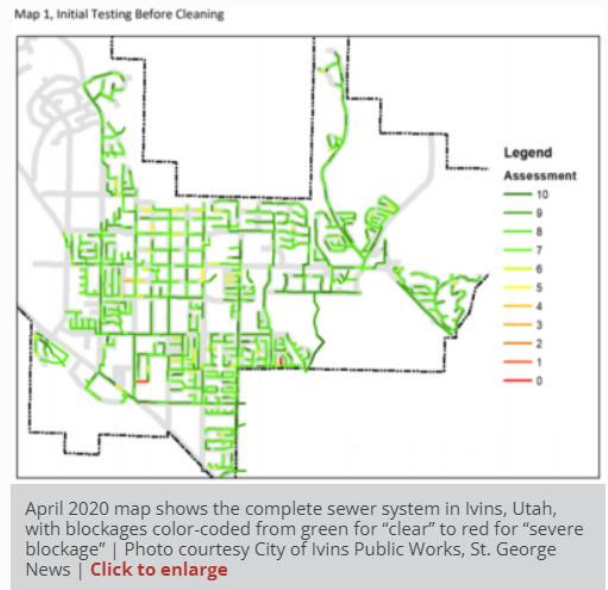 Map 1, Initial Testing Before Cleaning
Legend
Assessment
10
9
8
7
6
5
4
3
2
1
0
April 2020 map shows the complete sewer system in Ivins, Utah,
with blockages color-coded from green for “clear” to red for “severe
blockage” | Photo courtesy City of Ivins Public Works, St. George
News | Click to enlarge